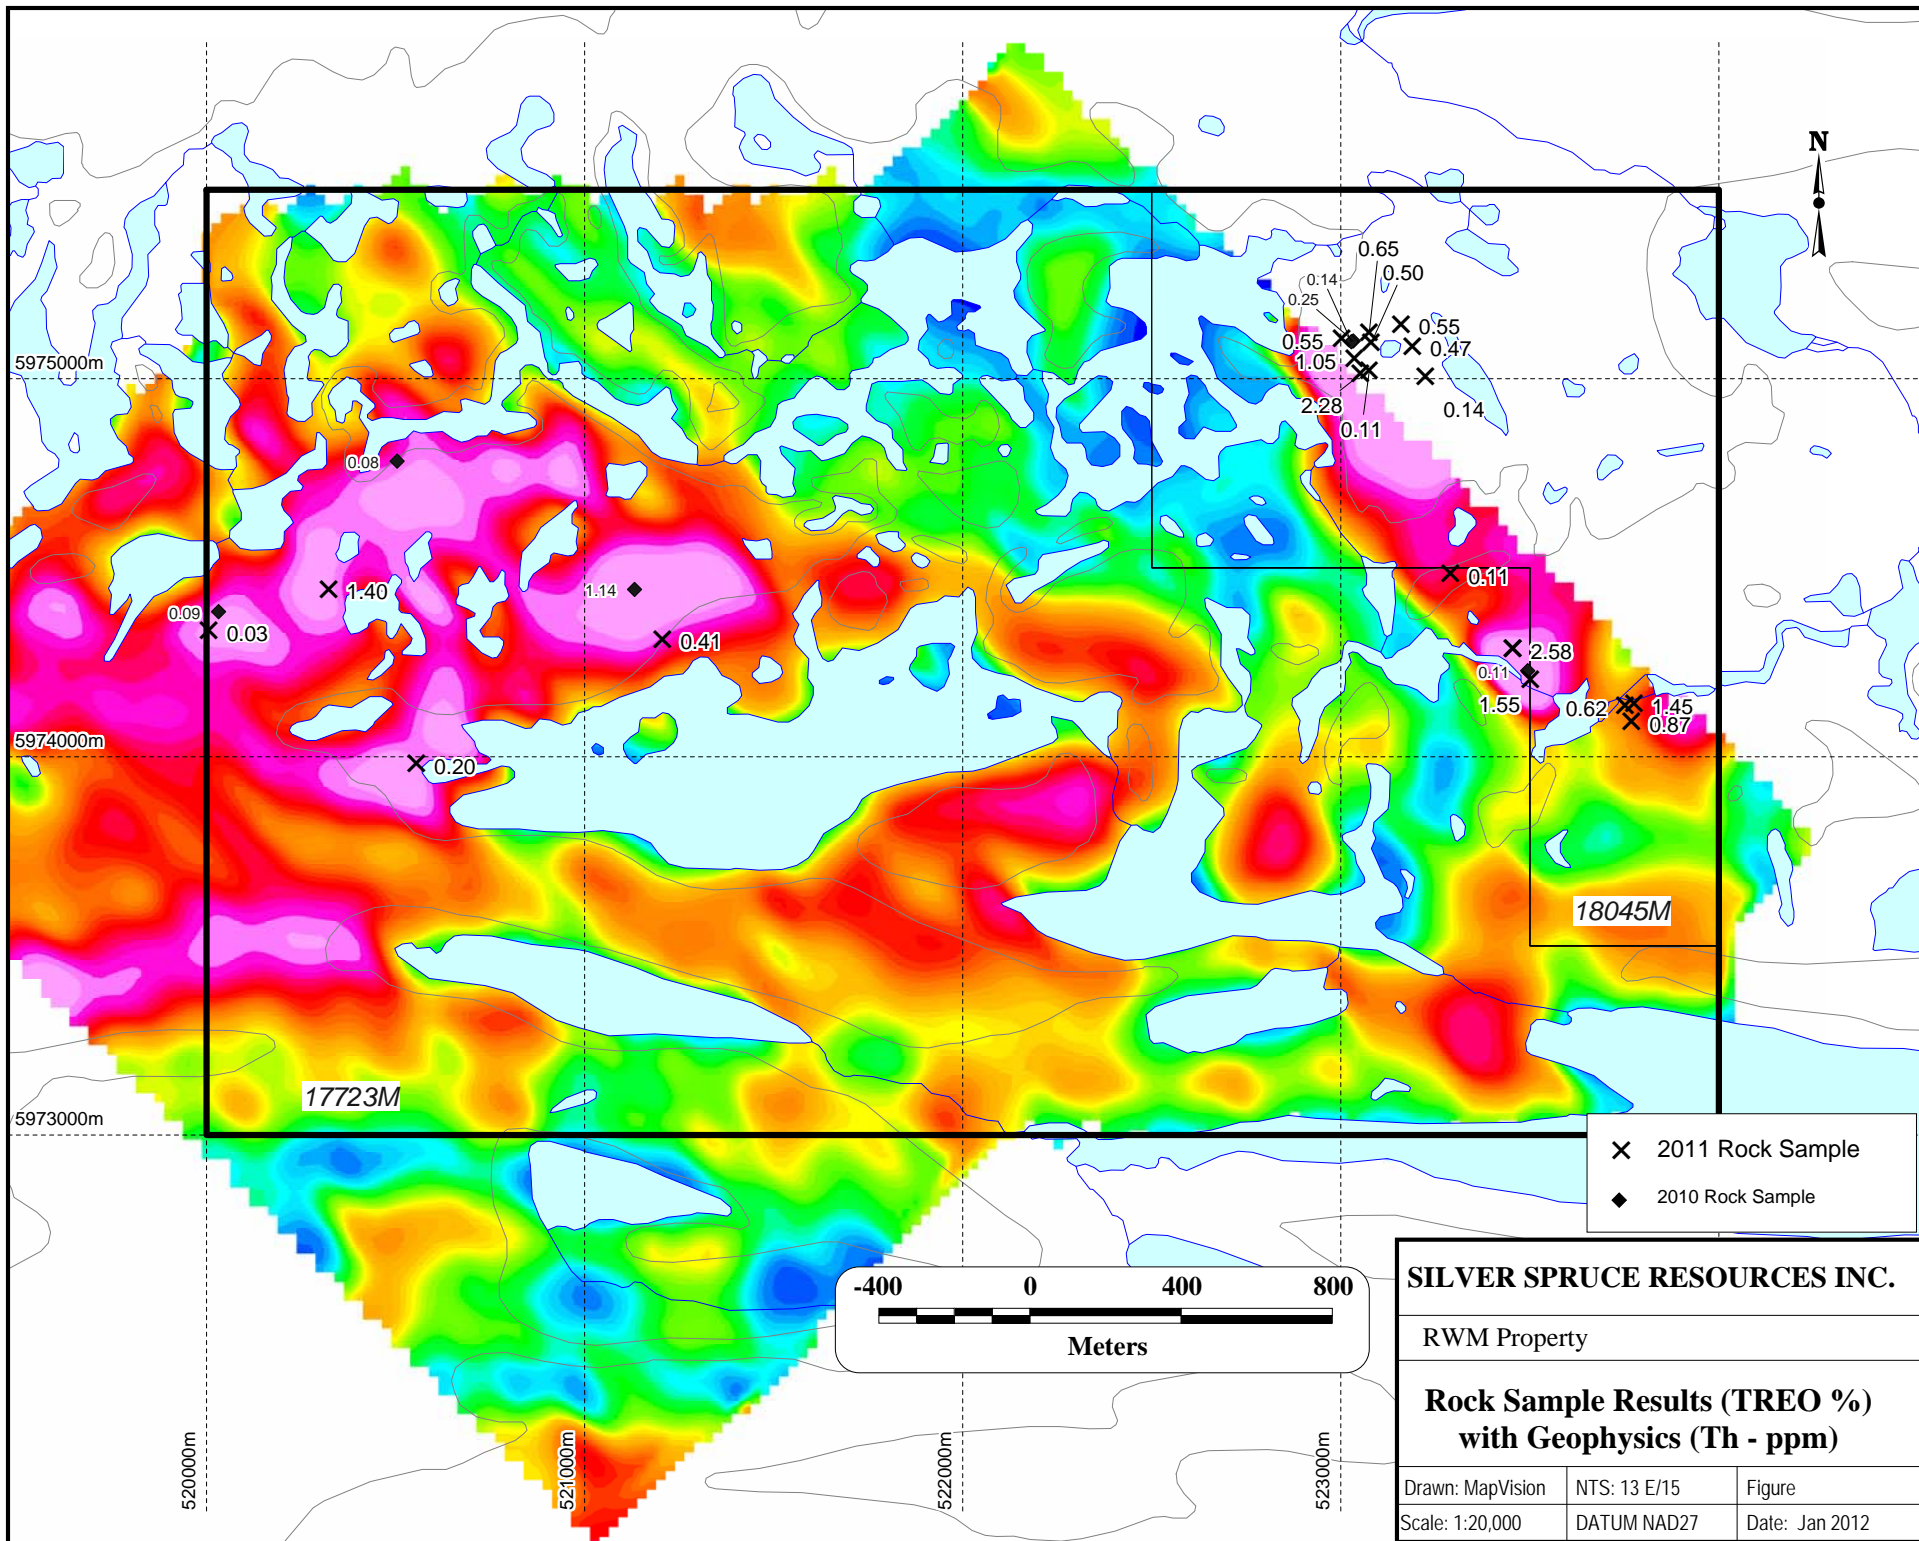 N
0.65
0.50
0.14
0.25
0.55
0.55
0.47
1.05
5975000m
2.28
0.14
0.11
0.08
0.11
1.40
1.14
0.09
0.03
0.41
2.58
0.11
1.55
0.62
1.45
0.87
5974000m
0.20
18045M
17723M
5973000m
2011 Rock Sample
2010 Rock Sample
-400 0 400 800
Meters
520000m
521000m
522000m
523000m
SILVER SPRUCE RESOURCES INC.
RWM Property
Rock Sample Results (TREO %)
with Geophysics (Th - ppm)
Drawn: MapVision NTS: 13 E/15 Figure
Scale: 1:20,000 DATUM NAD27 Date: Jan 2012